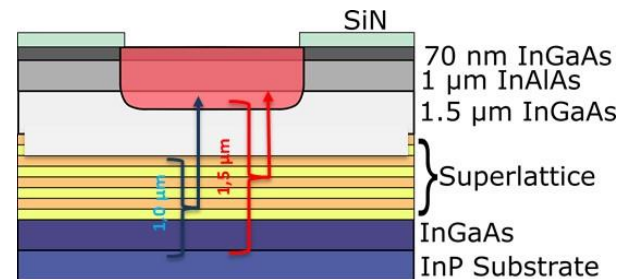 SiN
70 nm InGaAs
1 µm InAlAs
1.5 µm InGaAs
1,0 µm
1,5 µm
Superlattice
InGaAs
InP Substrate